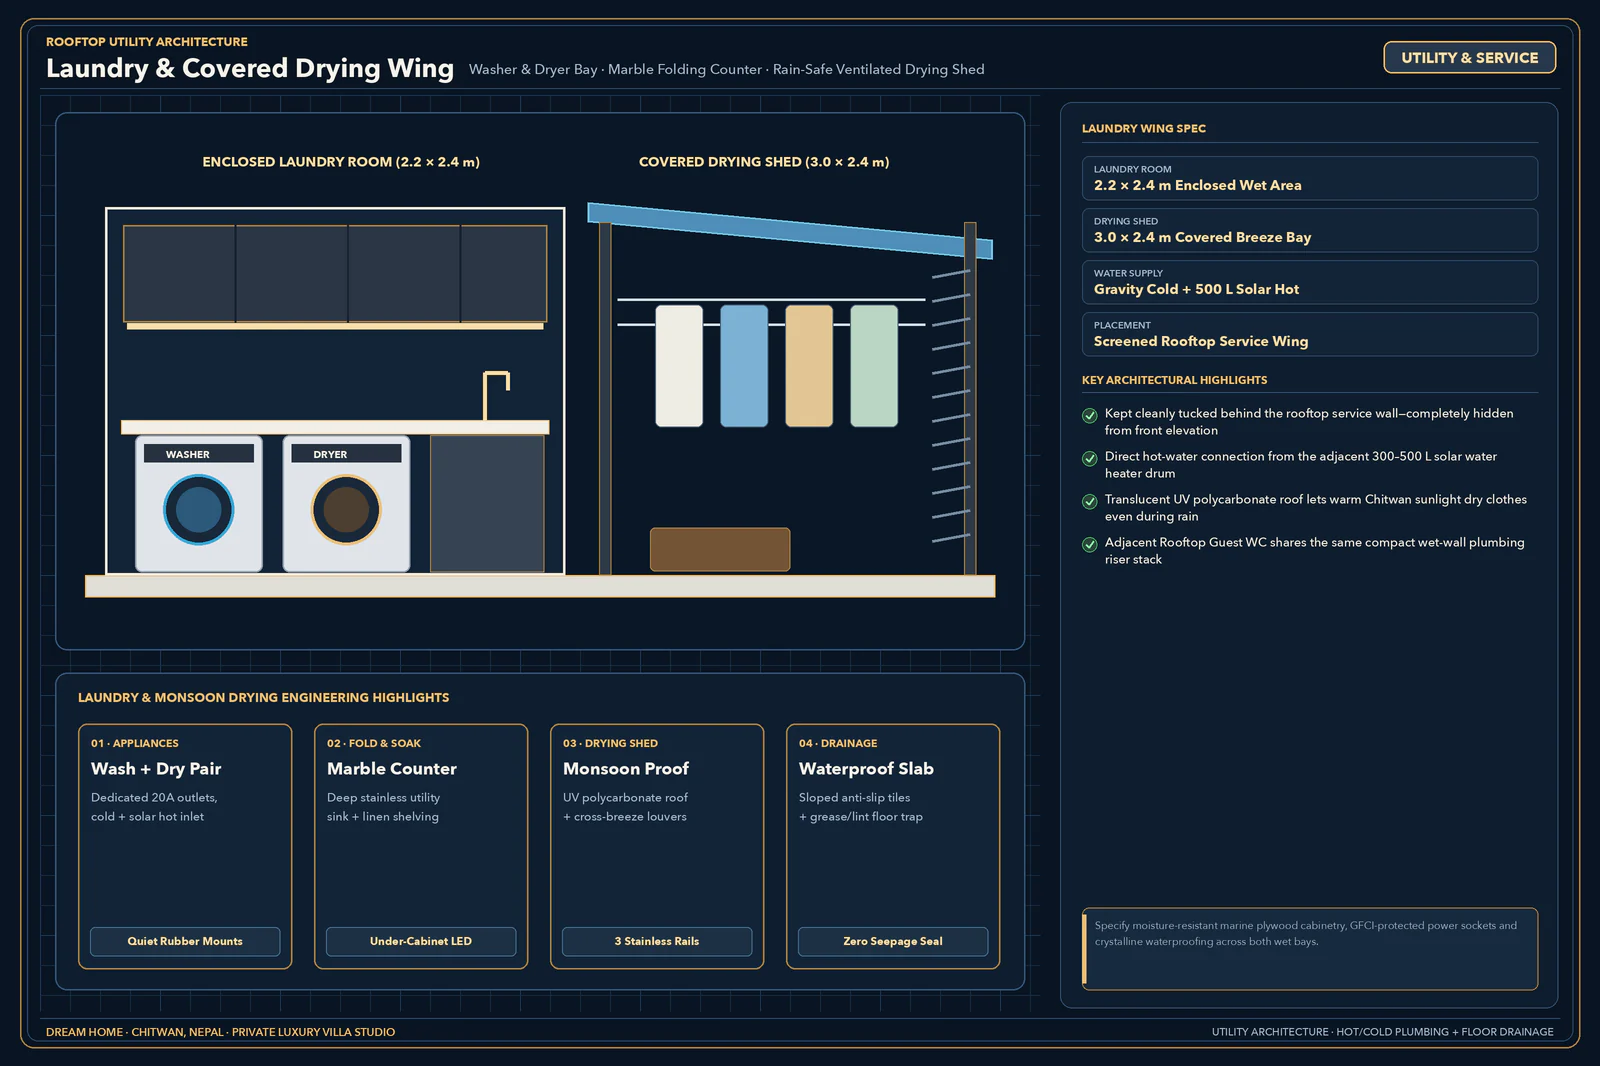 ROOFTOP UTILITY ARCHITECTURE
Laundry & Covered Drying Wing
Washer & Dryer Bay · Marble Folding Counter · Rain-Safe Ventilated Drying Shed
UTILITY & SERVICE
ENCLOSED LAUNDRY ROOM (2.2 × 2.4 m)
COVERED DRYING SHED (3.0 × 2.4 m)
WASHER
DRYER
LAUNDRY & MONSOON DRYING ENGINEERING HIGHLIGHTS
01 · APPLIANCES
Wash + Dry Pair
Dedicated 20A outlets,
cold + solar hot inlet
Quiet Rubber Mounts
02 · FOLD & SOAK
Marble Counter
Deep stainless utility
sink + linen shelving
Under-Cabinet LED
03 · DRYING SHED
Monsoon Proof
UV polycarbonate roof
+ cross-breeze louvers
3 Stainless Rails
04 · DRAINAGE
Waterproof Slab
Sloped anti-slip tiles
+ grease/lint floor trap
Zero Seepage Seal
LAUNDRY WING SPEC
LAUNDRY ROOM
2.2 × 2.4 m Enclosed Wet Area
DRYING SHED
3.0 × 2.4 m Covered Breeze Bay
WATER SUPPLY
Gravity Cold + 500 L Solar Hot
PLACEMENT
Screened Rooftop Service Wing
KEY ARCHITECTURAL HIGHLIGHTS
Kept cleanly tucked behind the rooftop service wall—completely hidden
from front elevation
Direct hot-water connection from the adjacent 300–500 L solar water
heater drum
Translucent UV polycarbonate roof lets warm Chitwan sunlight dry clothes
even during rain
Adjacent Rooftop Guest WC shares the same compact wet-wall plumbing
riser stack
Specify moisture-resistant marine plywood cabinetry, GFCI-protected power sockets and
crystalline waterproofing across both wet bays.
DREAM HOME · CHITWAN, NEPAL · PRIVATE LUXURY VILLA STUDIO
UTILITY ARCHITECTURE · HOT/COLD PLUMBING + FLOOR DRAINAGE